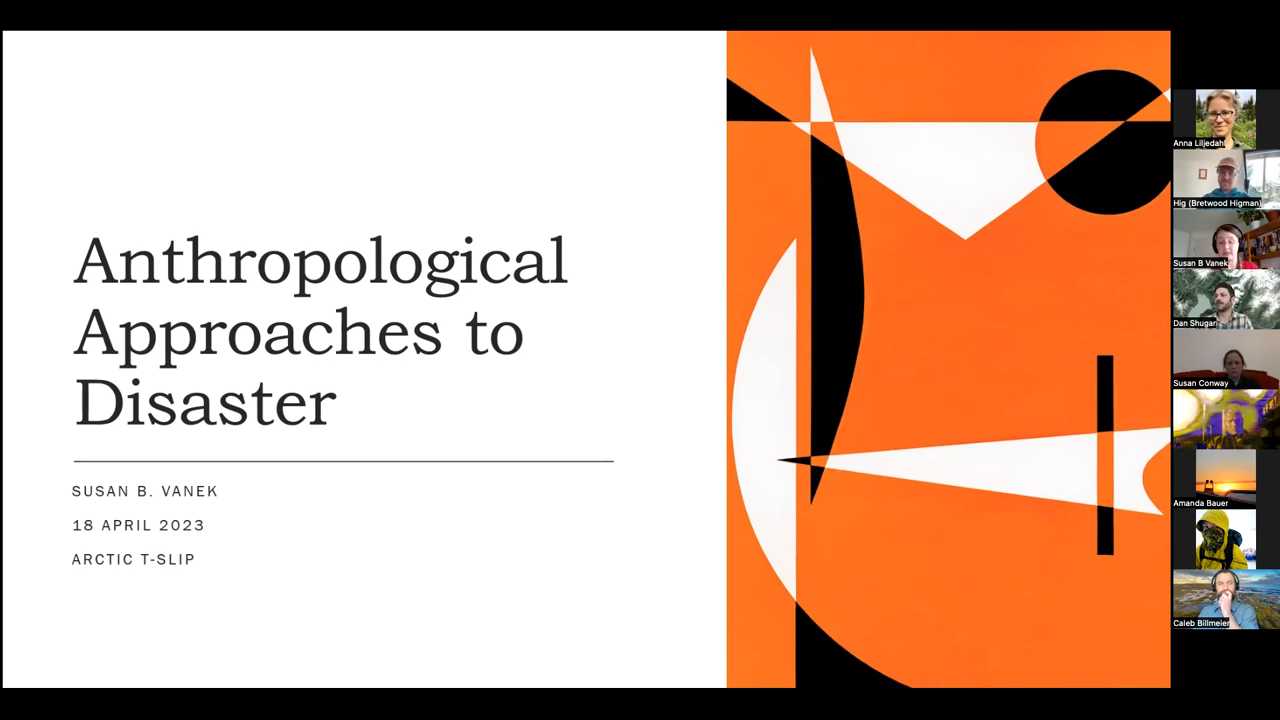 Anthropological
Approaches to
Disaster
SUSAN B. VANEK
18 APRIL 2023
ARCTIC T-SLIP
Anna Liljedahl
Hig (Bretwood Higman)
Susan B Vanek
Dan Shugar
Susan Conway
Amanda Bauer
Caleb Billmeier